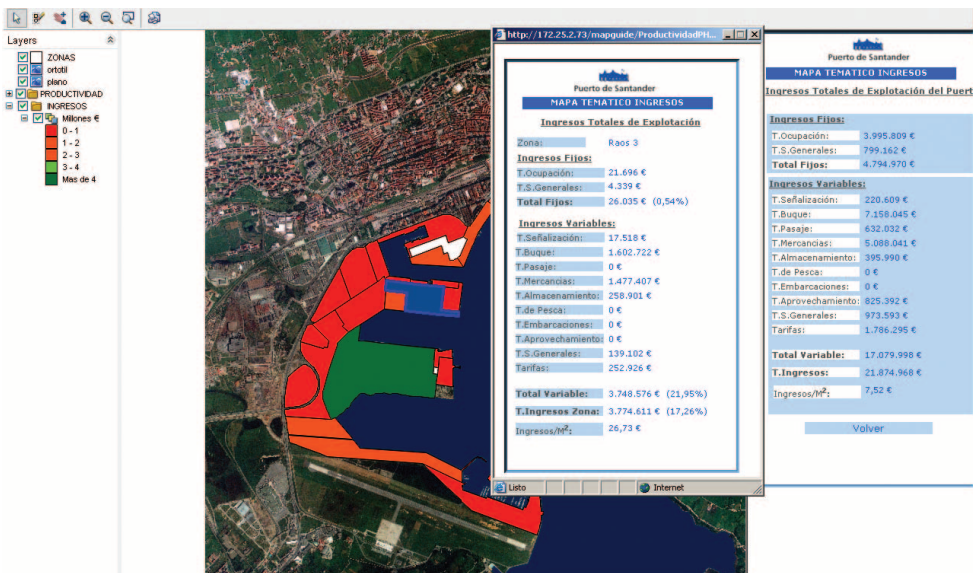 Layers
ZONAS
ortotil
plano
PRODUCTIVIDAD
INGRESOS
Millones €
0 - 1
1 - 2
2 - 3
3 - 4
Mas de 4
http://172.25.2.73/mapguide/ProductividadPH...
Puerto de Santander
MAPA TEMATICO INGRESOS
Ingresos Totales de Explotación
Zona: Raos 3
Ingresos Fijos:
T.Ocupación: 21.696 €
T.S.Generales: 4.339 €
Total Fijos: 26.035 € (0,54%)
Ingresos Variables:
T.Señalización: 17.518 €
T.Buque: 1.602.722 €
T.Pasaje: 0 €
T.Mercancias: 1.477.407 €
T.Almacenamiento: 258.901 €
T.de Pesca: 0 €
T.Embarcaciones: 0 €
T.Aprovechamiento: 0 €
T.S.Generales: 139.102 €
Tarifas: 252.926 €
Total Variable: 3.748.576 € (21,95%)
T.Ingresos Zona: 3.774.611 € (17,26%)
Ingresos/M²: 26,73 €
Listo
Internet
Puerto de Santander
MAPA TEMATICO INGRESOS
Ingresos Totales de Explotación del Puert
Ingresos Fijos:
T.Ocupación: 3.995.809 €
T.S.Generales: 799.162 €
Total Fijos: 4.794.970 €
Ingresos Variables:
T.Señalización: 220.609 €
T.Buque: 7.158.045 €
T.Pasaje: 632.032 €
T.Mercancias: 5.088.041 €
T.Almacenamiento: 395.990 €
T.de Pesca: 0 €
T.Embarcaciones: 0 €
T.Aprovechamiento: 825.392 €
T.S.Generales: 973.593 €
Tarifas: 1.786.295 €
Total Variable: 17.079.998 €
T.Ingresos: 21.874.968 €
Ingresos/M²: 7,52 €
Volver